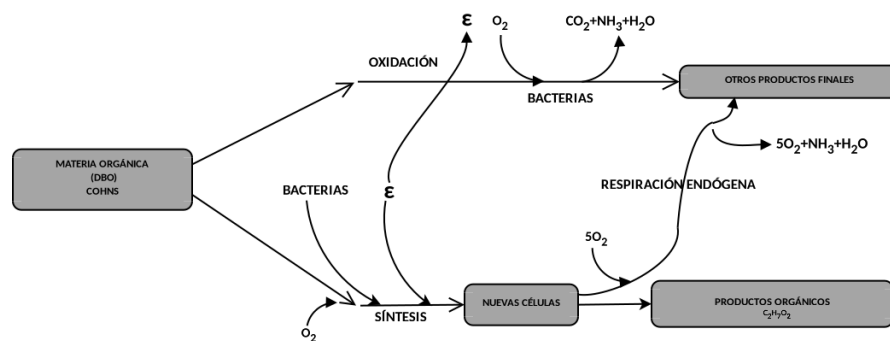 ε
O₂
CO₂+NH₃+H₂O
OXIDACIÓN
BACTERIAS
OTROS PRODUCTOS FINALES
5O₂+NH₃+H₂O
MATERIA ORGÁNICA
(DBO)
COHNS
BACTERIAS
ε
RESPIRACIÓN ENDÓGENA
5O₂
O₂
SÍNTESIS
NUEVAS CÉLULAS
PRODUCTOS ORGÁNICOS
C₂H₇O₂